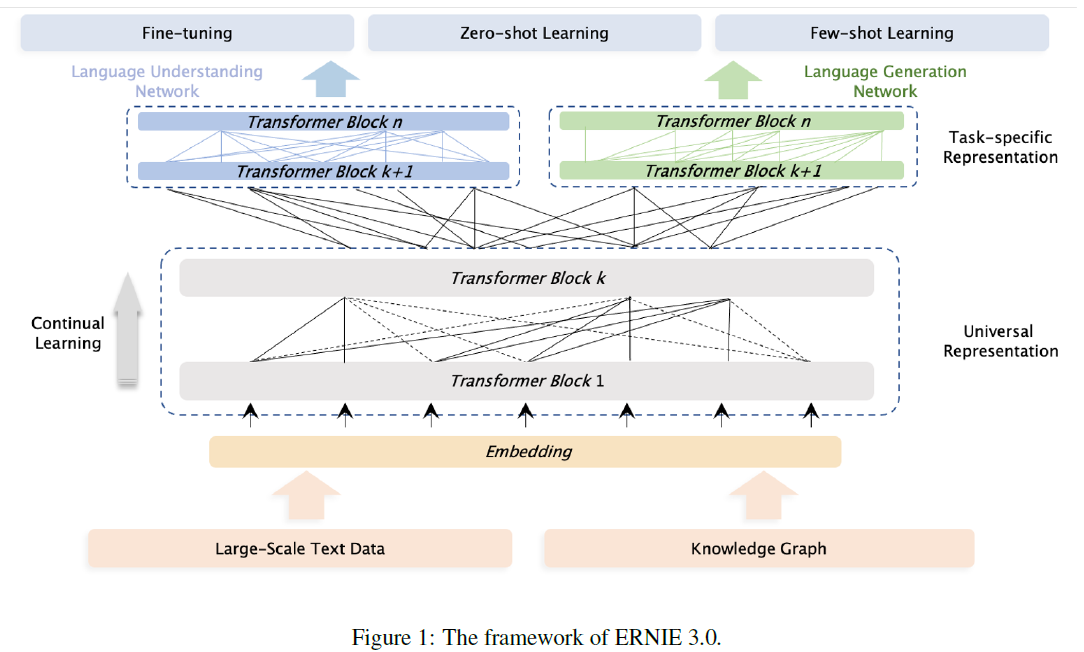 Fine-tuning
Zero-shot Learning
Few-shot Learning
Language Understanding
Network
Language Generation
Network
Transformer Block n
Transformer Block n
Transformer Block k+1
Transformer Block k+1
Task-specific
Representation
Transformer Block k
Continual
Learning
Universal
Representation
Transformer Block 1
Embedding
Large-Scale Text Data
Knowledge Graph
Figure 1: The framework of ERNIE 3.0.